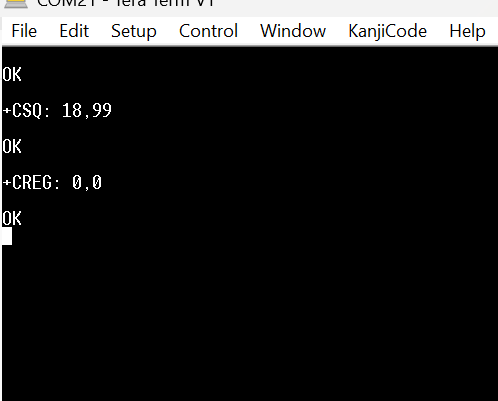 COM21 - Tera Term VT
File Edit Setup Control Window KanjiCode Help
OK
+CSQ: 18,99
OK
+CREG: 0,0
OK